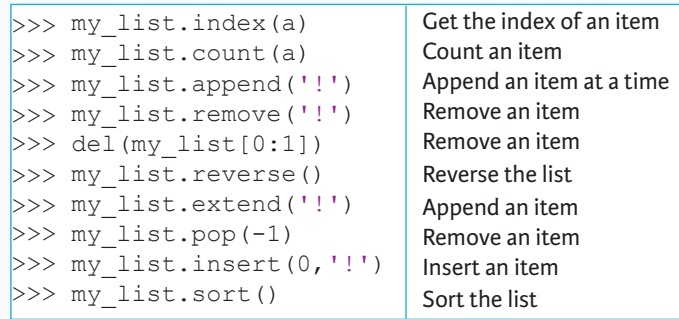 >>> my_list.index(a) Get the index of an item
>>> my_list.count(a) Count an item
>>> my_list.append('!') Append an item at a time
>>> my_list.remove('!') Remove an item
>>> del(my_list[0:1]) Remove an item
>>> my_list.reverse() Reverse the list
>>> my_list.extend('!') Append an item
>>> my_list.pop(-1) Remove an item
>>> my_list.insert(0,'!') Insert an item
>>> my_list.sort() Sort the list